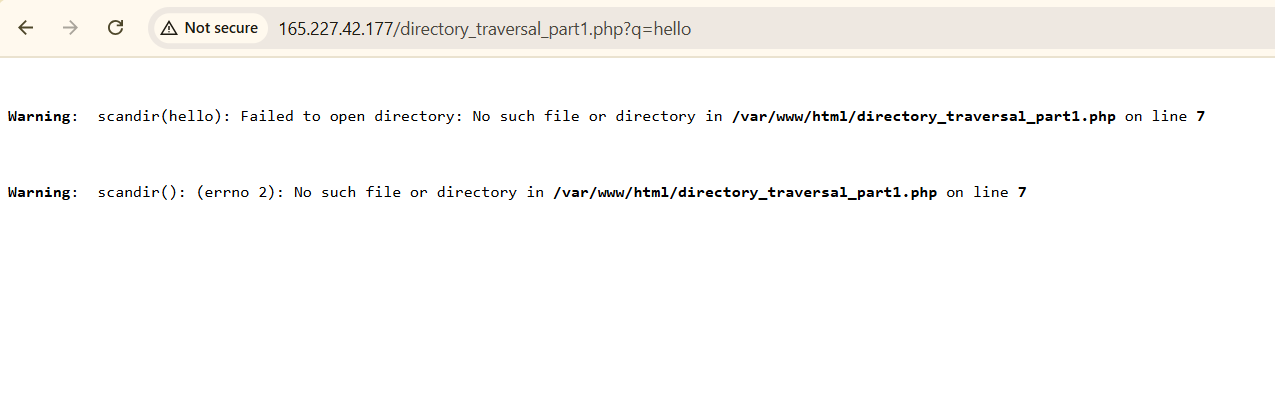 Not secure 165.227.42.177/directory_traversal_part1.php?q=hello
Warning: scandir(hello): Failed to open directory: No such file or directory in /var/www/html/directory_traversal_part1.php on line 7
Warning: scandir(): (errno 2): No such file or directory in /var/www/html/directory_traversal_part1.php on line 7